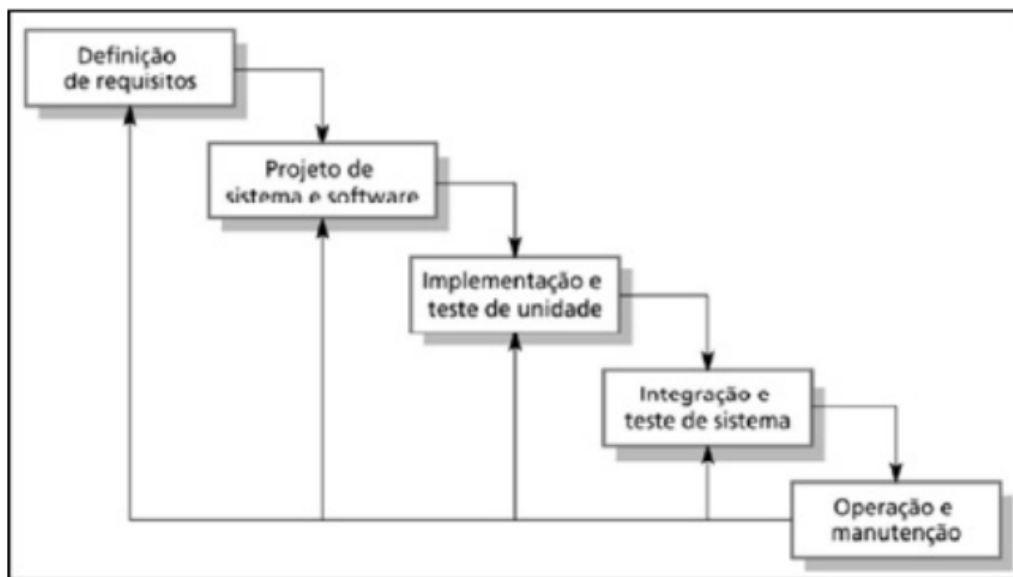 Definição
de requisitos
Projeto de
sistema e software
Implementação e
teste de unidade
Integração e
teste de sistema
Operação e
manutenção